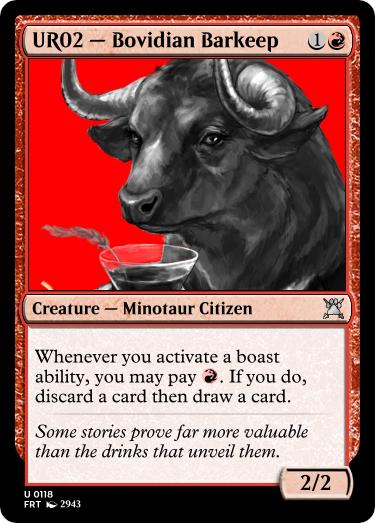 UR02 — Bovidian Barkeep 1
Creature — Minotaur Citizen
Whenever you activate a boast
ability, you may pay . If you do,
discard a card then draw a card.
Some stories prove far more valuable
than the drinks that unveil them.
2/2
U 0118
FRT 2943